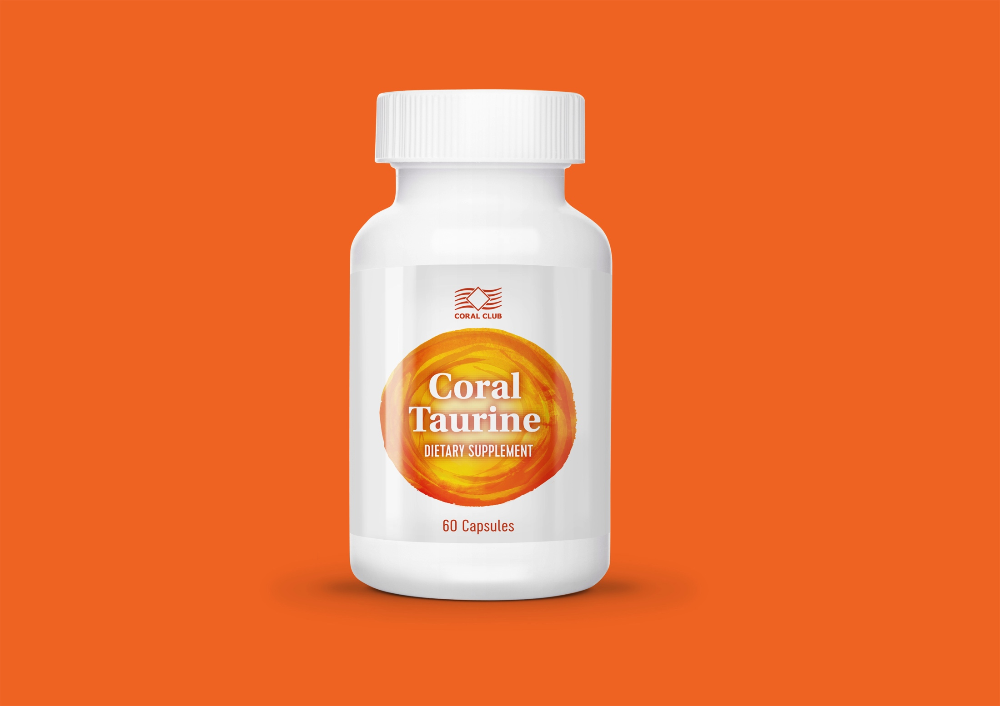 CORAL CLUB
Coral
Taurine
DIETARY SUPPLEMENT
60 Capsules